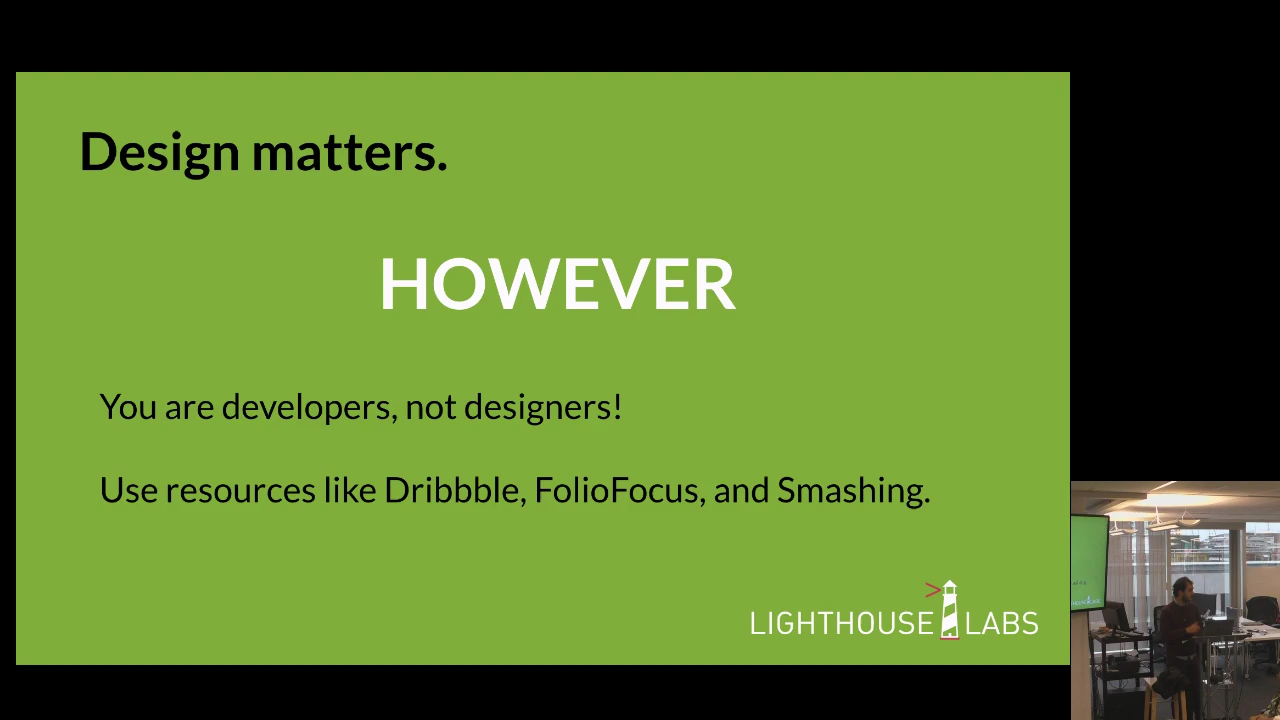 Design matters.
HOWEVER
You are developers, not designers!
Use resources like Dribbble, FolioFocus, and Smashing.
>
LIGHTHOUSE LABS